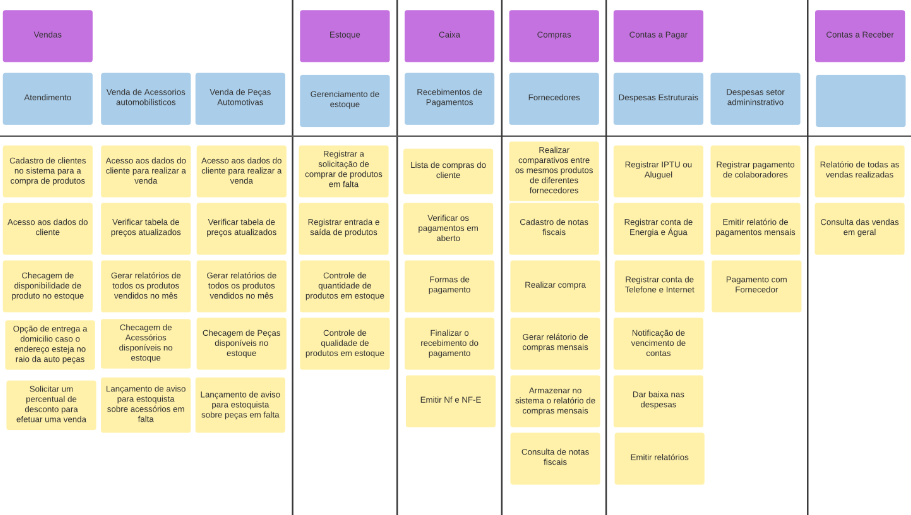 Vendas
Estoque
Caixa
Compras
Contas a Pagar
Contas a Receber
Atendimento
Venda de Acessorios
automobilísticos
Venda de Peças
Automotivas
Gerenciamento de
estoque
Recebimentos de
Pagamentos
Fornecedores
Despesas Estruturais
Despesas setor
admininstrativo
Cadastro de clientes
no sistema para a
compra de produtos
Acesso aos dados do
cliente para realizar a
venda
Acesso aos dados do
cliente para realizar a
venda
Registrar a
solicitação de
comprar de produtos
em falta
Lista de compras do
cliente
Realizar
comparativos entre
os mesmos produtos
de diferentes
fornecedores
Registrar IPTU ou
Aluguel
Registrar pagamento
de colaboradores
Relatório de todas as
vendas realizadas
Acesso aos dados do
cliente
Verificar tabela de
preços atualizados
Verificar tabela de
preços atualizados
Registrar entrada e
saída de produtos
Verificar os
pagamentos em
aberto
Cadastro de notas
fiscais
Registrar conta de
Energia e Água
Emitir relatório de
pagamentos mensais
Consulta das vendas
em geral
Checagem de
disponibilidade de
produto no estoque
Gerar relatórios de
todos os produtos
vendidos no mês
Gerar relatórios de
todos os produtos
vendidos no mês
Controle de
quantidade de
produtos em estoque
Formas de
pagamento
Realizar compra
Registrar conta de
Telefone e Internet
Pagamento com
Fornecedor
Opção de entrega a
domicilio caso o
endereço esteja no
raio da auto peças
Checagem de
Acessórios
disponíveis no
estoque
Checagem de Peças
disponíveis no
estoque
Controle de
qualidade de
produtos em estoque
Finalizar o
recebimento do
pagamento
Gerar relátorio de
compras mensais
Notificação de
vencimento de
contas
Solicitar um
percentual de
desconto para
efetuar uma venda
Lançamento de aviso
para estoquista
sobre acessórios em
falta
Lançamento de aviso
para estoquista
sobre peças em falta
Emitir Nf e NF-E
Armazenar no
sistema o relatório de
compras mensais
Dar baixa nas
despesas
Consulta de notas
fiscais
Emitir relatórios